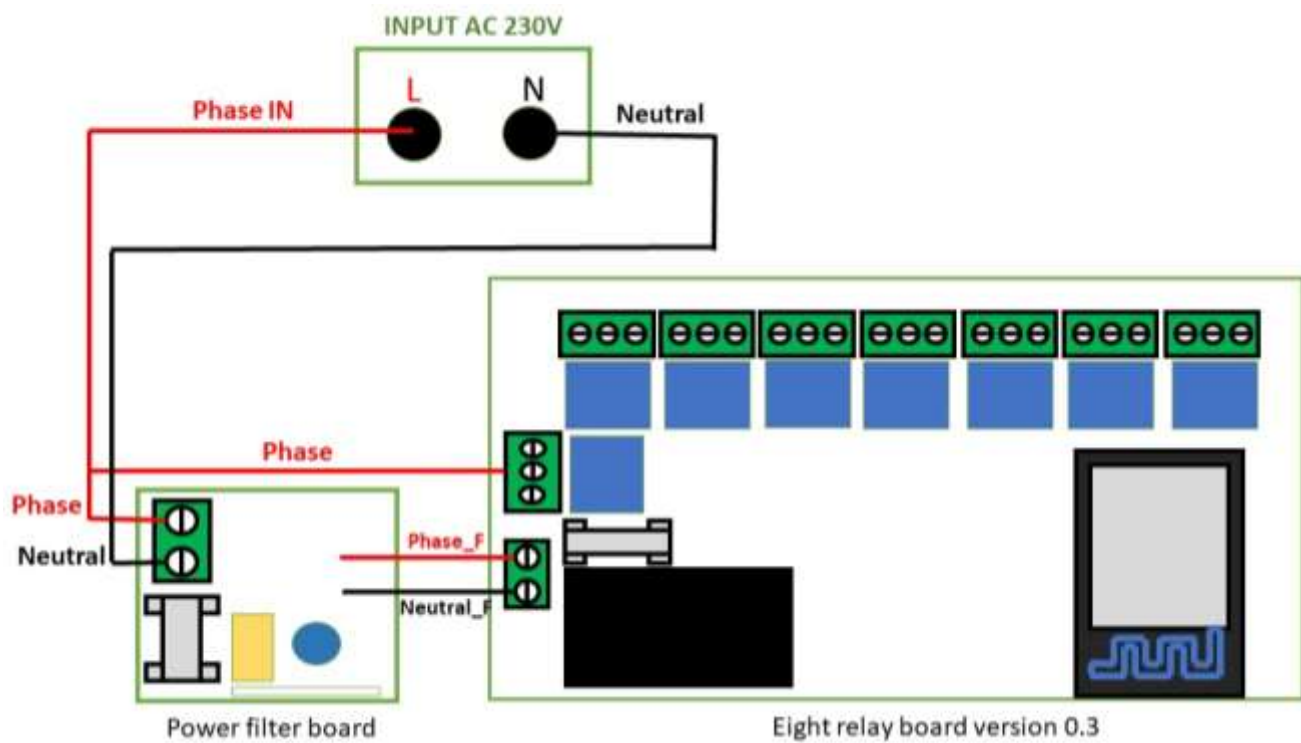 INPUT AC 230V
L N
Phase IN
Neutral
Phase
Phase
Neutral
Phase_F
Neutral_F
Power filter board
Eight relay board version 0.3